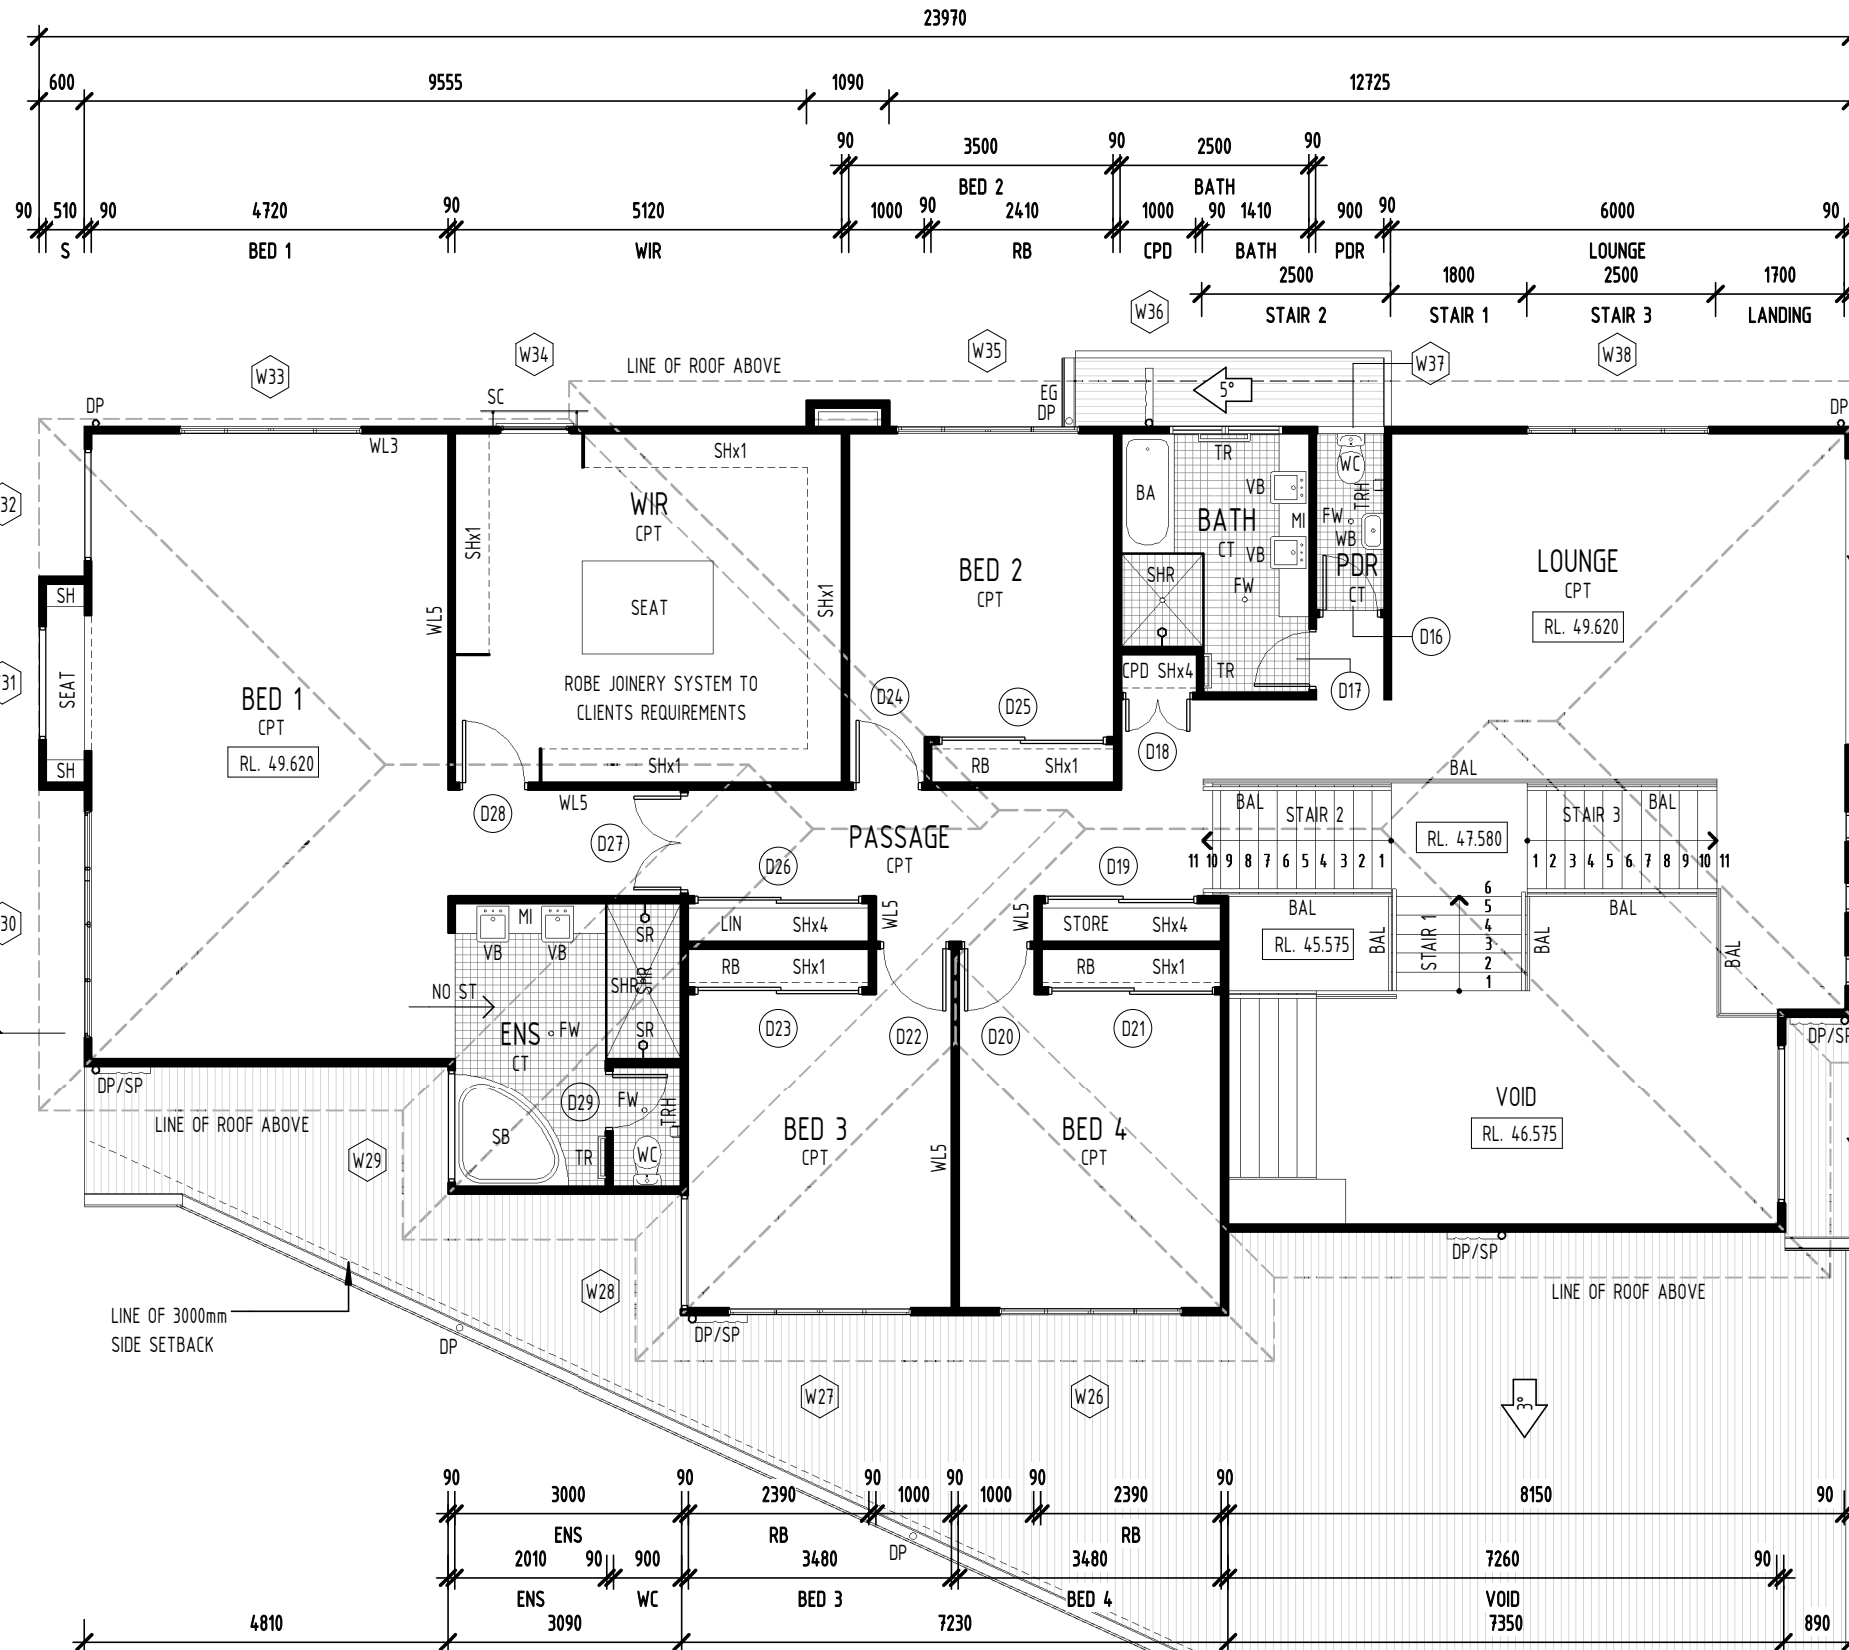 23970
600 9555 1090 12725
90 3500 90 2500 90
BED 2 BATH
90 510 90 4720 90 5120 1000 90 2410 1000 90 1410 900 90 6000 90
S BED 1 WIR RB CPD BATH PDR LOUNGE
2500 1800 2500 1700
STAIR 2 STAIR 1 STAIR 3 LANDING
W36
W33 W34 LINE OF ROOF ABOVE W35 W37 W38
5°
EG
DP
DP SC DP
WL3 SHx1 TR WC
32 WIR BA VB TRH
CPT
SHx1 BATH MI FW
CT WB
VB
BED 2 SHR PDR LOUNGE
CPT FW CT CPT
SH SEAT SHx1 RL. 49.620
WL5 D16
31 SEAT CPD SHx4 TR
ROBE JOINERY SYSTEM TO
CLIENTS REQUIREMENTS
BED 1 D24 D25 D17
CPT
RL. 49.620 D18
SH SHx1 RB SHx1 BAL
WL5 BAL STAIR 2 STAIR 3 BAL
D28 D27 PASSAGE RL. 47.580
CPT
D26 D19 11 10 9 8 7 6 5 4 3 2 1 1 2 3 4 5 6 7 8 9 10 11
30 MI LIN SHx4 WL5 WL5 STORE SHx4 BAL BAL
VB VB SR
6
5
4
3
2
1
STAIR 1
RL. 45.575 BAL BAL BAL
SHR SHR RB SHx1 RB SHx1
NO ST
ENS FW SR D23 D22 D20 D21
CT
DP/SP DP/SP
D29 FW TRH
LINE OF ROOF ABOVE VOID
RL. 46.575
SB TR WC BED 3 WL5 BED 4
CPT CPT
W29
DP/SP
W28 LINE OF ROOF ABOVE
LINE OF 3000mm
SIDE SETBACK
DP DP/SP
W27 W26 3°
90 3000 90 2390 90 1000 90 1000 90 2390 90 8150 90
ENS RB RB
DP
2010 90 900 3480 3480 7260 90
ENS WC BED 3 BED 4 VOID
4810 3090 7230 7350 890